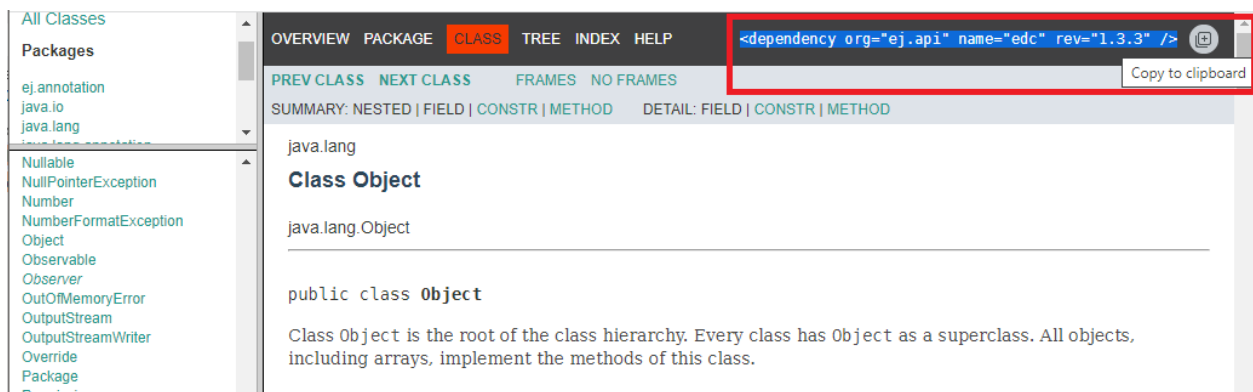 All Classes
Packages
ej.annotation
java.io
java.lang
java.lang.annotation
Nullable
NullPointerException
Number
NumberFormatException
Object
Observable
Observer
OutOfMemoryError
OutputStream
OutputStreamWriter
Override
Package
OVERVIEW PACKAGE CLASS TREE INDEX HELP
<dependency org="ej.api" name="edc" rev="1.3.3" />
Copy to clipboard
PREV CLASS NEXT CLASS FRAMES NO FRAMES
SUMMARY: NESTED | FIELD | CONSTR | METHOD DETAIL: FIELD | CONSTR | METHOD
java.lang
Class Object
java.lang.Object
public class Object
Class Object is the root of the class hierarchy. Every class has Object as a superclass. All objects,
including arrays, implement the methods of this class.